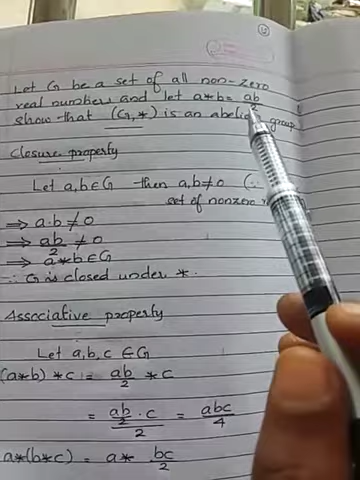 Let G be a set of all non-zero
real numbers and let a*b = ab/2
show that (G,*) is an abelian group
Closure property
Let a,b∈G then a,b≠0 (∵
set of nonzero
⇒ a·b≠0
⇒ ab/2 ≠0
⇒ a*b∈G
∴ G is closed under *.
Associative property
Let a,b,c ∈G
(a*b)*c = ab/2 *c
= (ab/2 · c)/2 = abc/4
a*(b*c) = a* bc/2